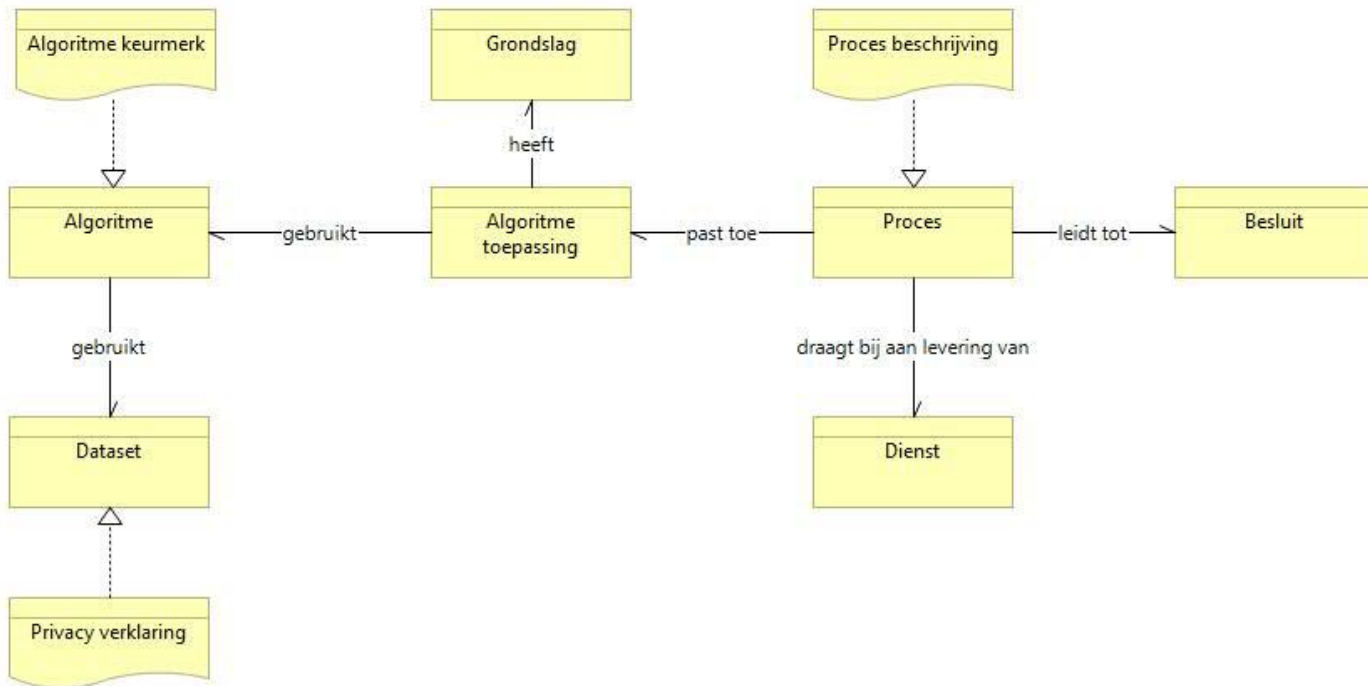 Algoritme keurmerk
Grondslag
Proces beschrijving
heeft
Algoritme
gebruikt
Algoritme
toepassing
past toe
Proces
leidt tot
Besluit
gebruikt
draagt bij aan levering van
Dataset
Dienst
Privacy verklaring